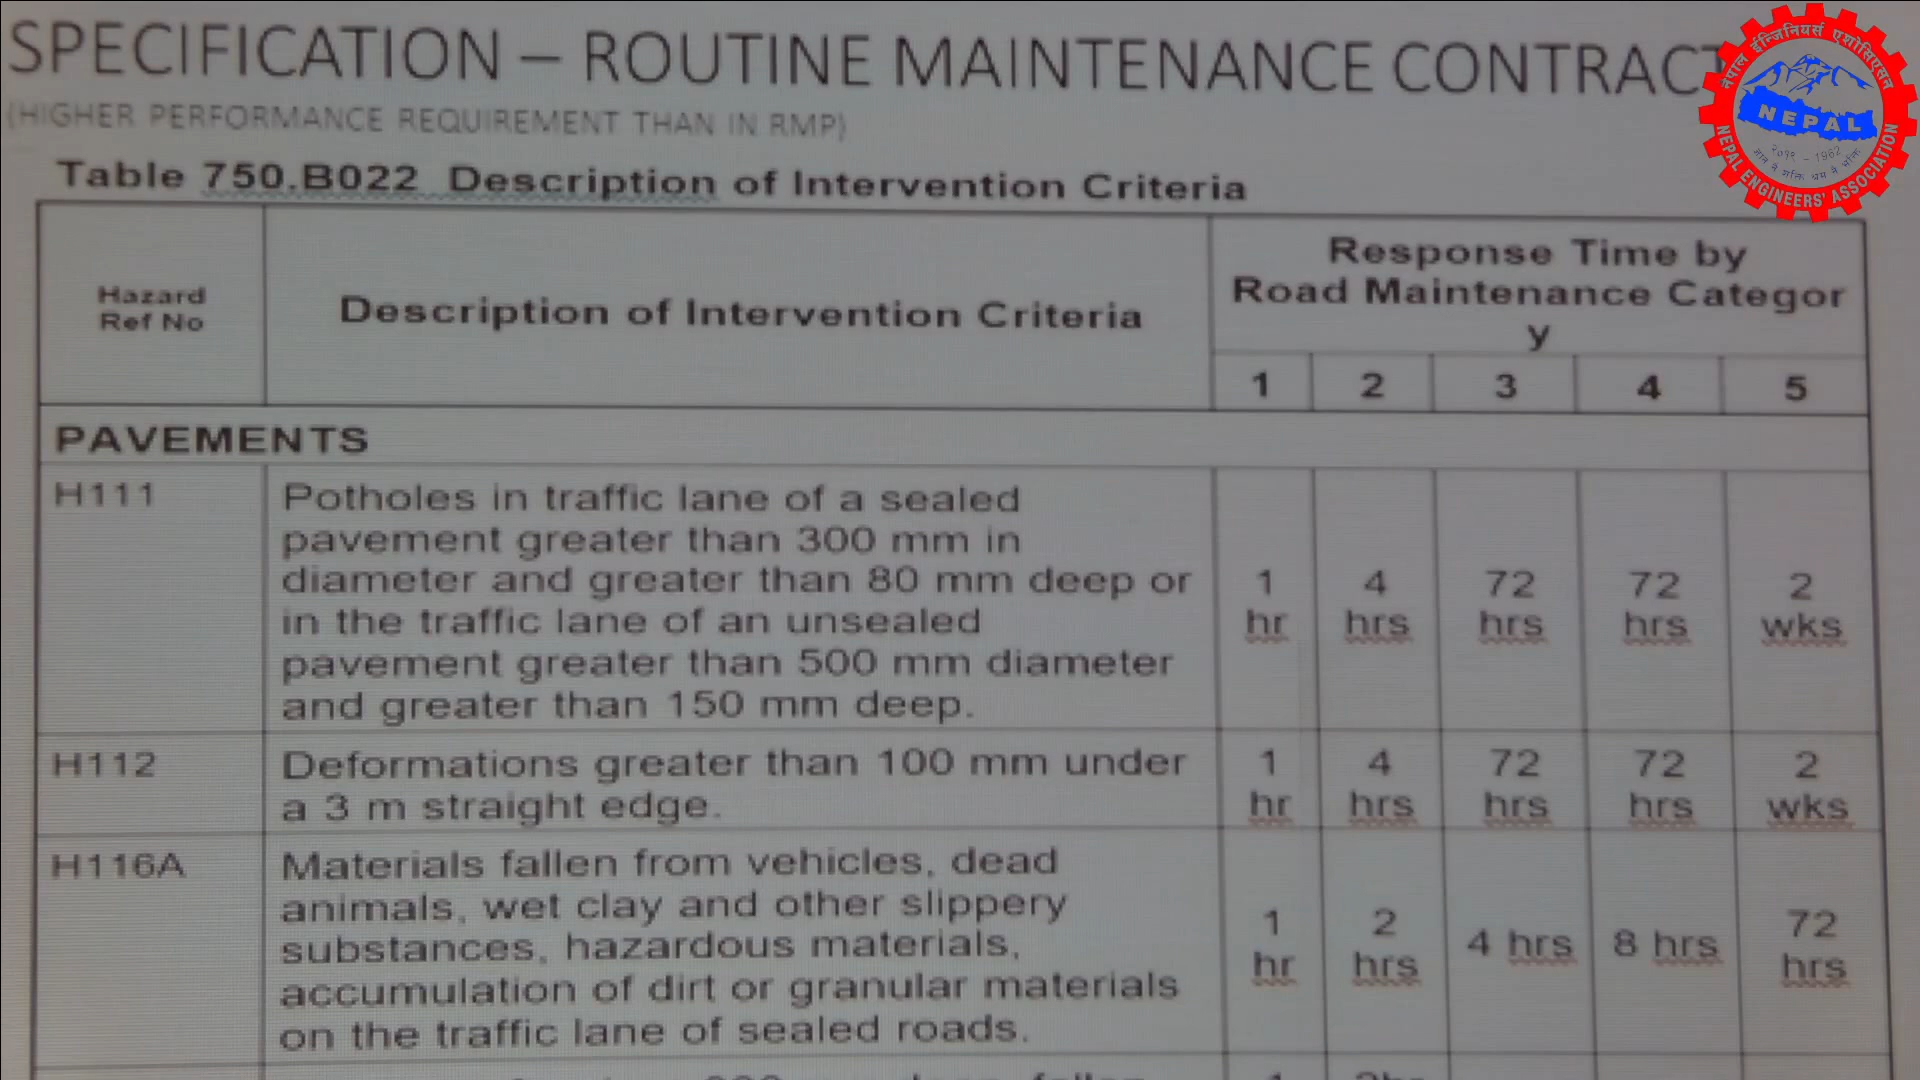 SPECIFICATION – ROUTINE MAINTENANCE CONTRACT
(HIGHER PERFORMANCE REQUIREMENT THAN IN RMP)
Table 750.B022 Description of Intervention Criteria
Hazard
Ref No
Description of Intervention Criteria
Response Time by
Road Maintenance Categor
y
1 2 3 4 5
PAVEMENTS
H111
Potholes in traffic lane of a sealed
pavement greater than 300 mm in
diameter and greater than 80 mm deep or
in the traffic lane of an unsealed
pavement greater than 500 mm diameter
and greater than 150 mm deep.
1 4 72 72 2
hr hrs hrs hrs wks
H112
Deformations greater than 100 mm under
a 3 m straight edge.
1 4 72 72 2
hr hrs hrs hrs wks
H116A
Materials fallen from vehicles, dead
animals, wet clay and other slippery
substances, hazardous materials,
accumulation of dirt or granular materials
on the traffic lane of sealed roads.
1 2 4 hrs 8 hrs 72
hr hrs hrs
नेपाल ईन्जिनियर्स एशोसिएसन
NEPAL
२०१९ - 1962
NEPAL ENGINEERS' ASSOCIATION